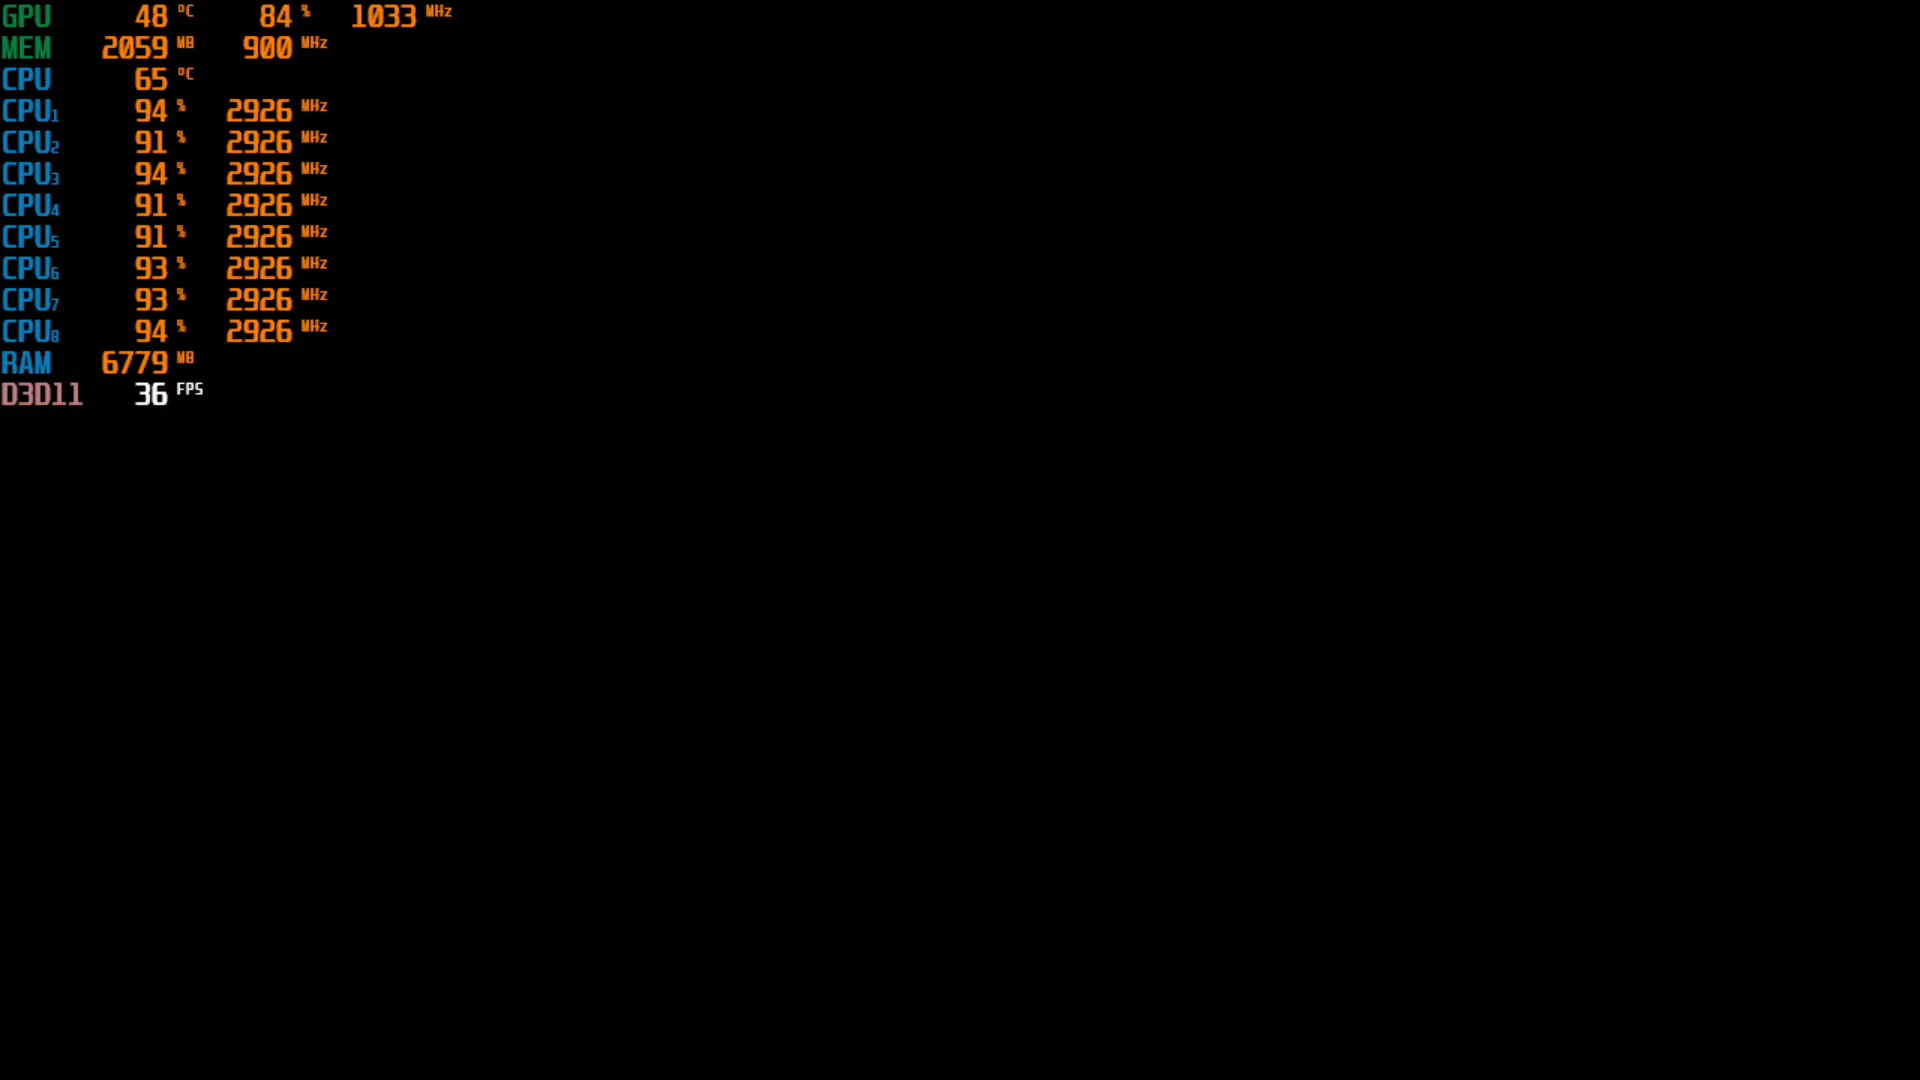 GPU 48 °C 84 % 1033 MHz
MEM 2059 MB 900 MHz
CPU 65 °C
CPU1 94 % 2926 MHz
CPU2 91 % 2926 MHz
CPU3 94 % 2926 MHz
CPU4 91 % 2926 MHz
CPU5 91 % 2926 MHz
CPU6 93 % 2926 MHz
CPU7 93 % 2926 MHz
CPU8 94 % 2926 MHz
RAM 6779 MB
D3D11 36 FPS